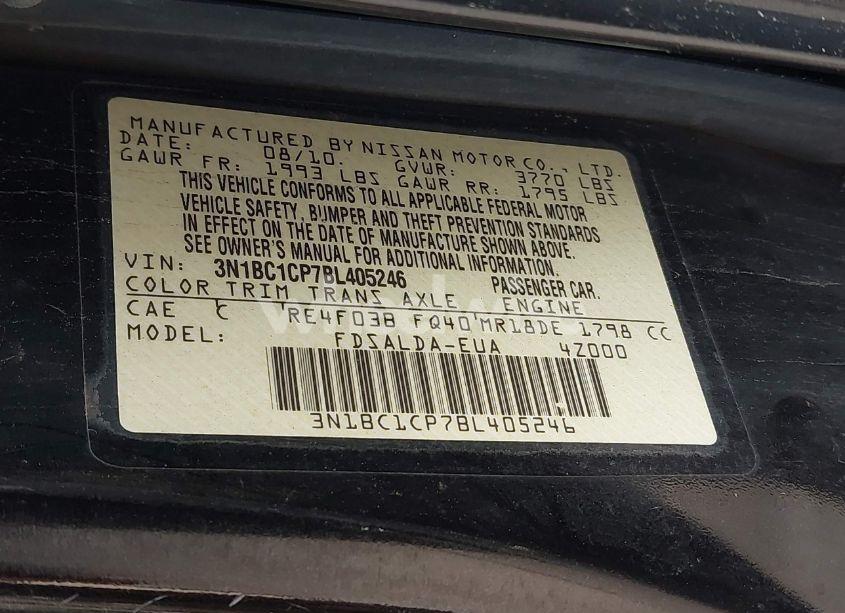 MANUFACTURED BY NISSAN MOTOR CO., LTD.
DATE: 08/10. GVWR: 3770 LBS
GAWR FR: 1993 LBS GAWR RR: 1795 LBS
THIS VEHICLE CONFORMS TO ALL APPLICABLE FEDERAL MOTOR
VEHICLE SAFETY, BUMPER AND THEFT PREVENTION STANDARDS
IN EFFECT ON THE DATE OF MANUFACTURE SHOWN ABOVE.
SEE OWNER'S MANUAL FOR ADDITIONAL INFORMATION.
VIN: 3N1BC1CP7BL405246 PASSENGER CAR.
COLOR TRIM TRANS AXLE ENGINE
CAE C RE4F03B FQ40 MR18DE 1798 CC
MODEL: FDSALDA-EUA 4Z000
3N1BC1CP7BL405246